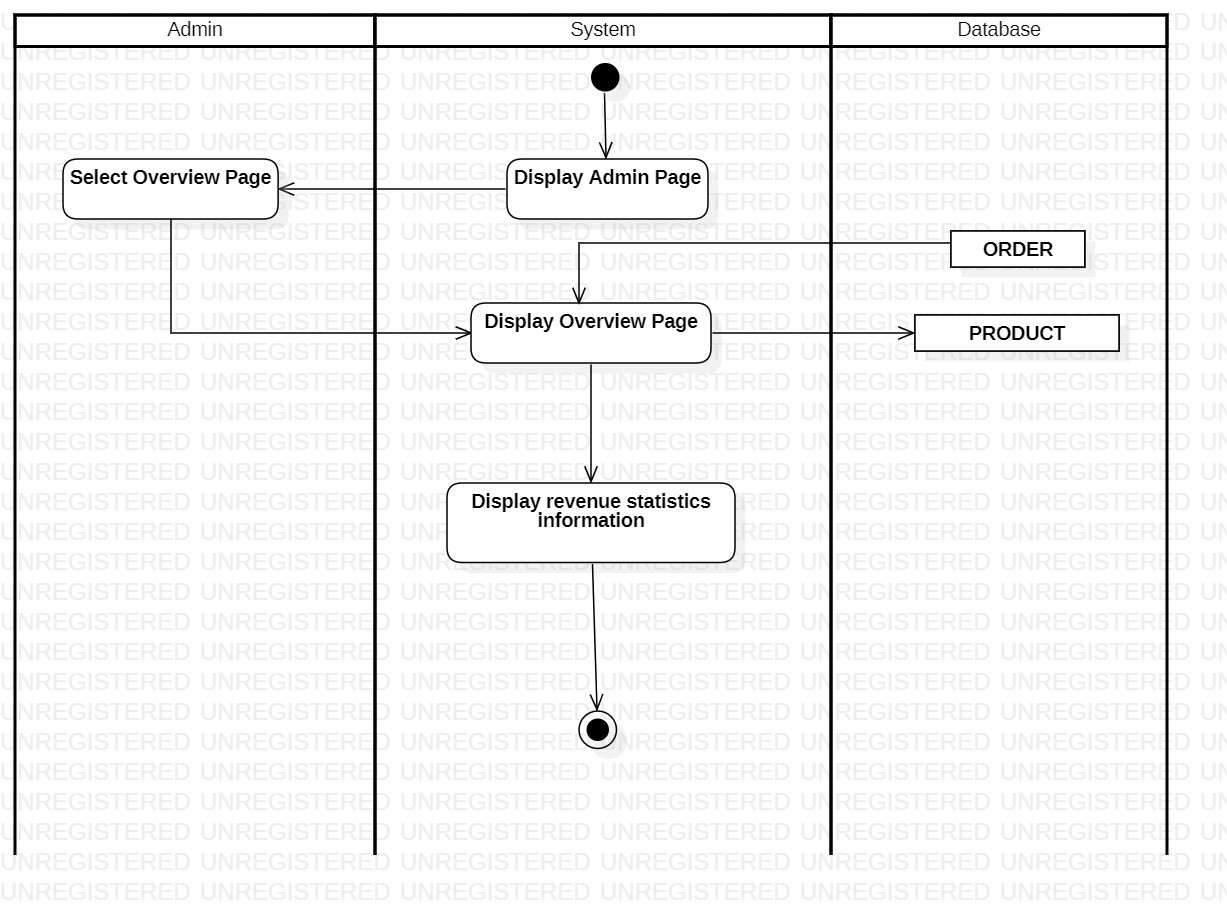 Admin
System
Database
Select Overview Page
Display Admin Page
ORDER
Display Overview Page
PRODUCT
Display revenue statistics
information
UNREGISTERED